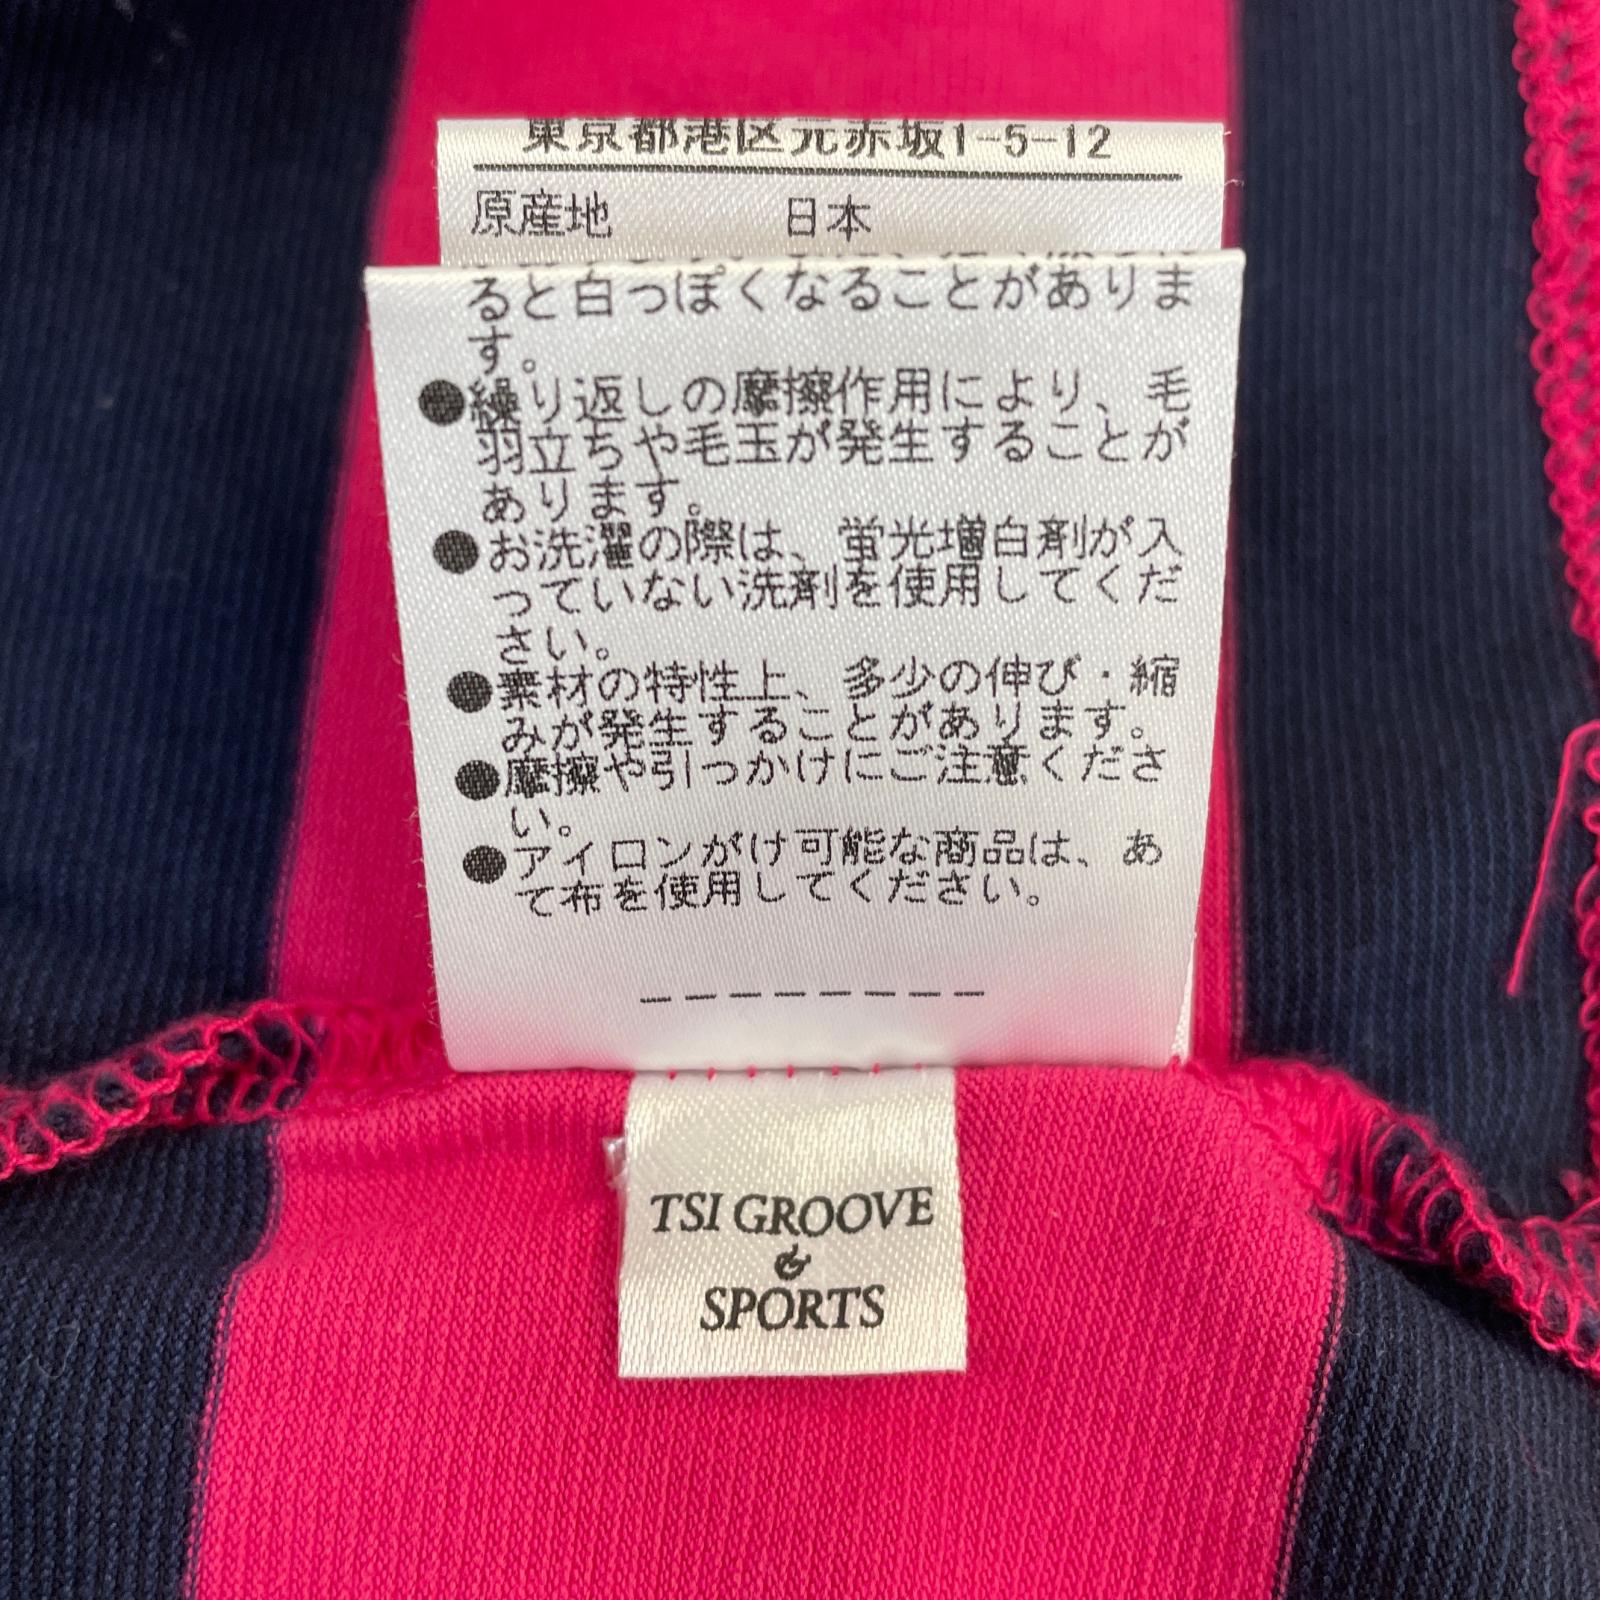 東京都港区元赤坂1-5-12
原産地 日本
ると白っぽくなることがありま
す。
●繰り返しの摩擦作用により、毛
羽立ちや毛玉が発生することが
あります。
●お洗濯の際は、蛍光増白剤が入
っていない洗剤を使用してくだ
さい。
●素材の特性上、多少の伸び・縮
みが発生することがあります。
●摩擦や引っかけにご注意くださ
い。
●アイロンがけ可能な商品は、あ
て布を使用してください。
--------
TSI GROOVE
&
SPORTS